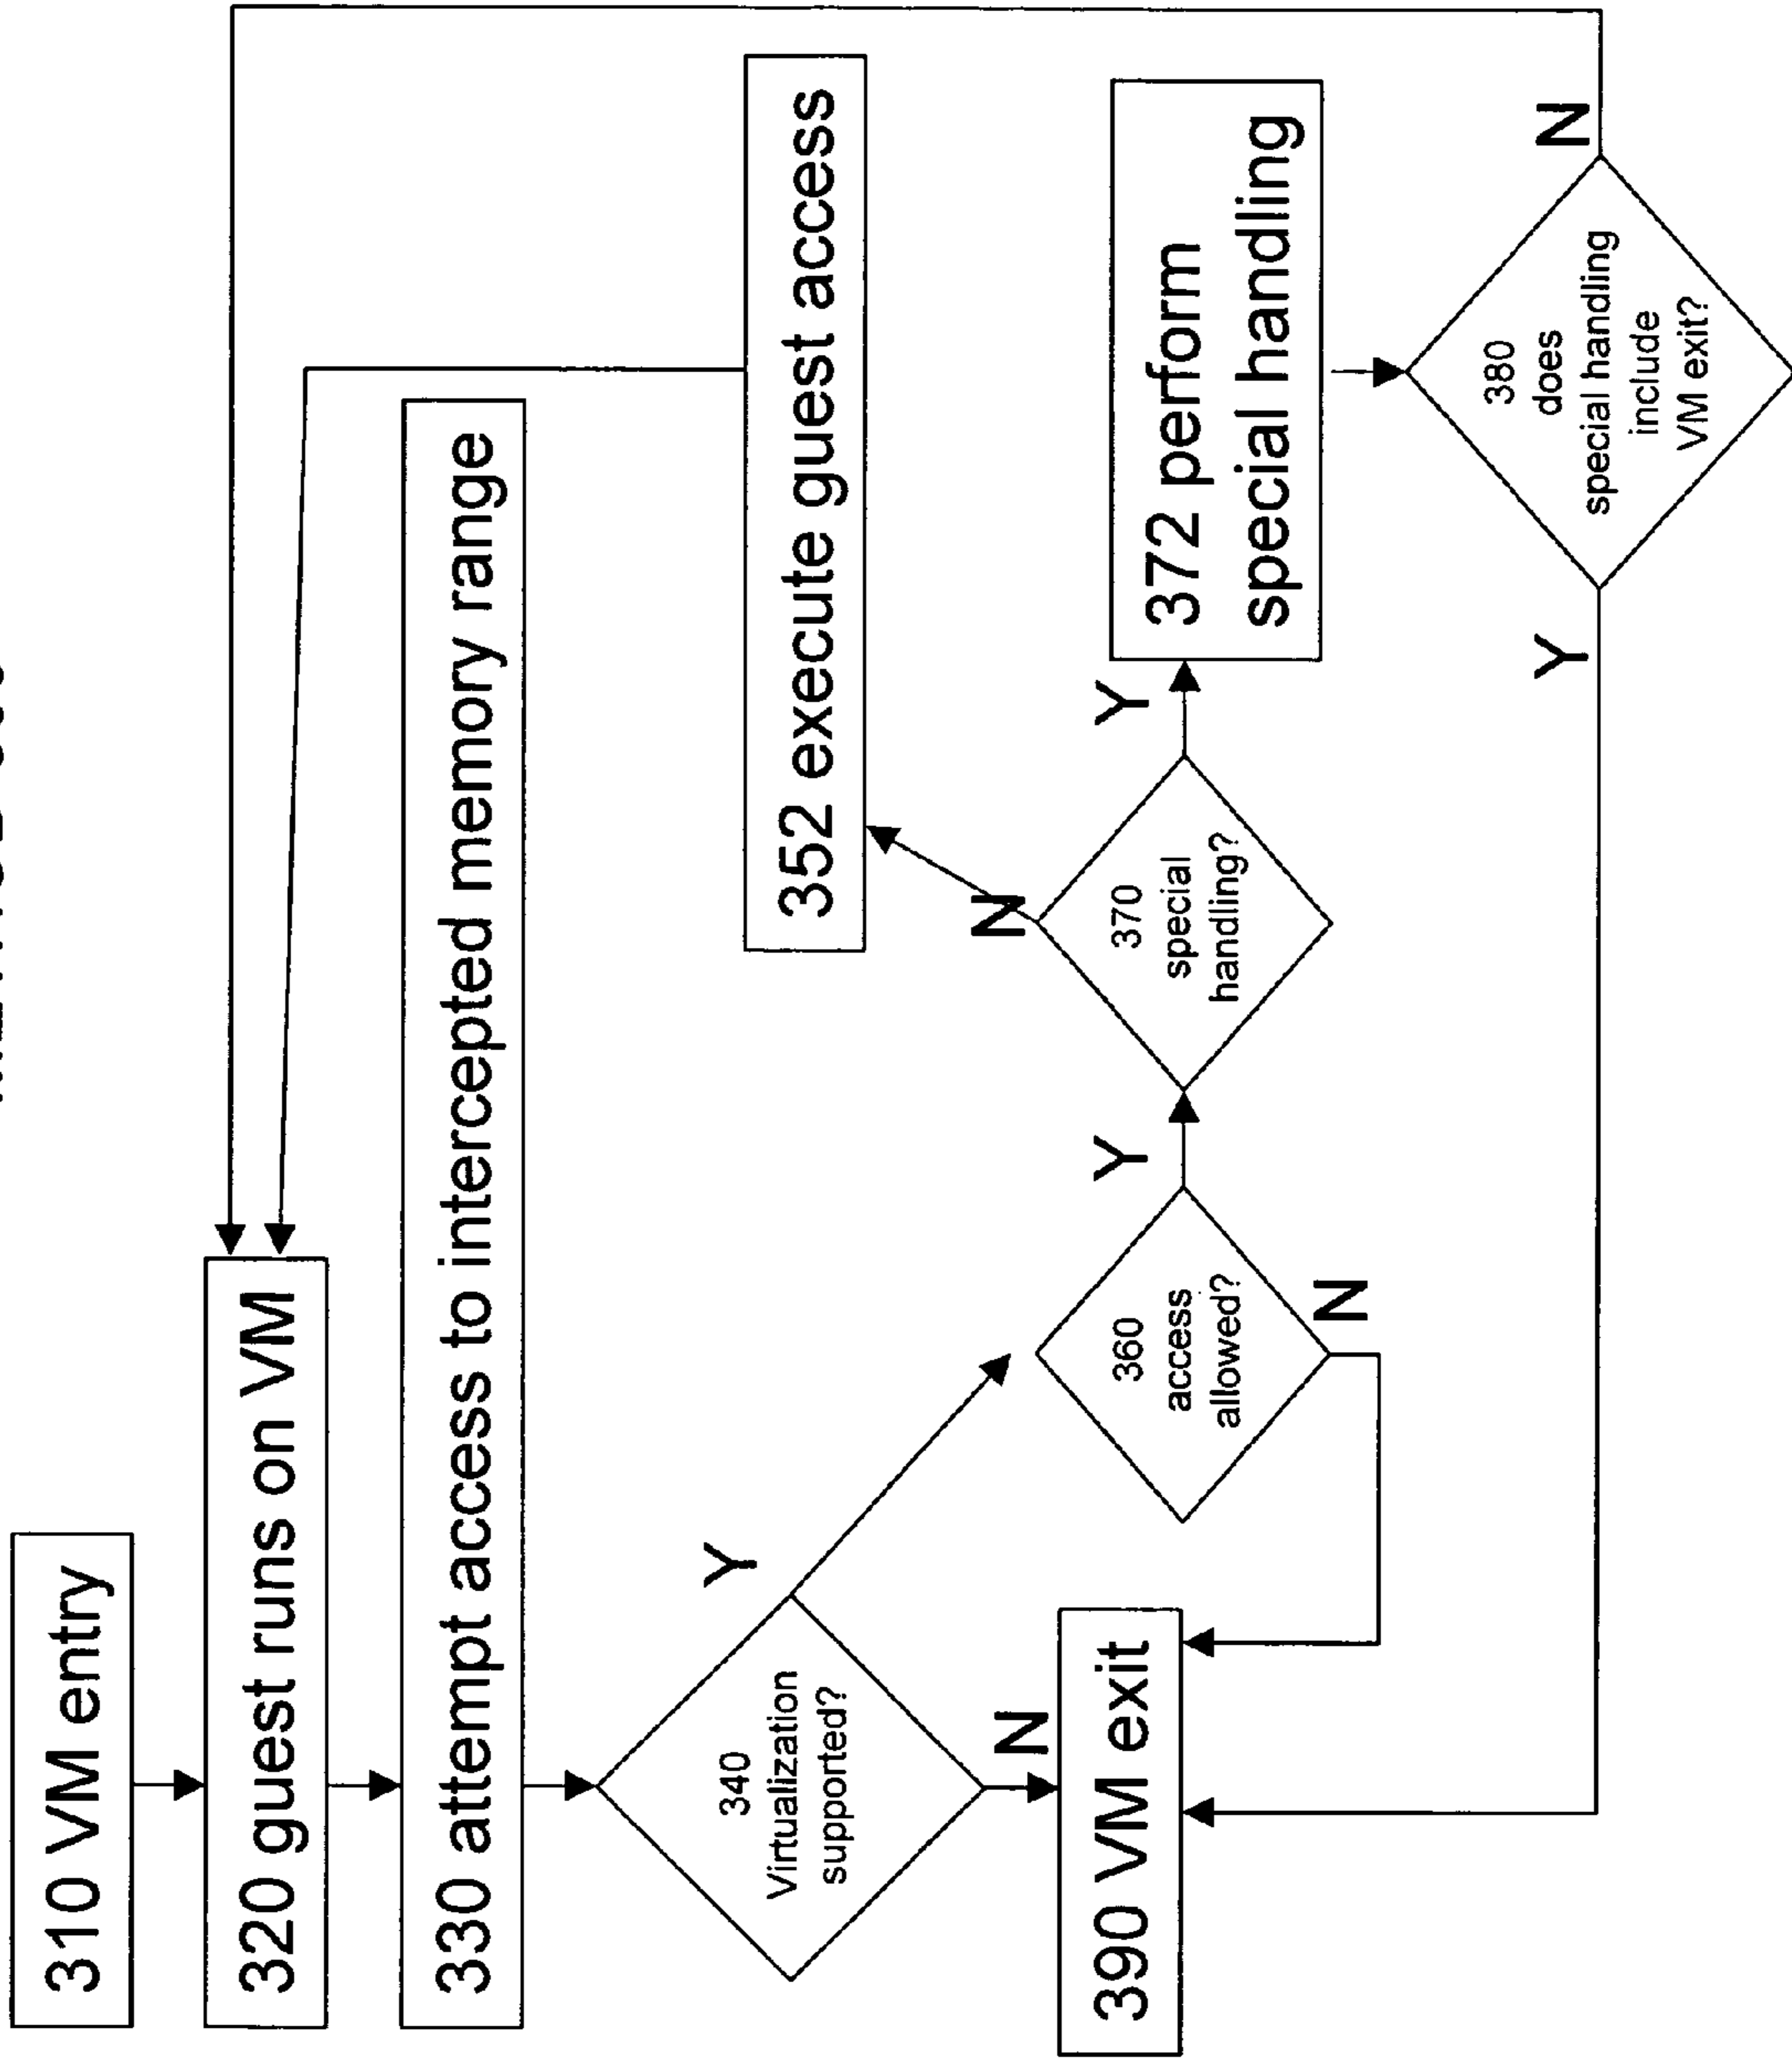 310 VM entry
320 guest runs on VM
330 attempt access to intercepted memory range
340
Virtualization
supported?
Y
N
390 VM exit
360
access
allowed?
N
Y
370
special
handling?
N
352 execute guest access
Y
372 perform
special handling
380
does
special handling
include
VM exit?
Y
N